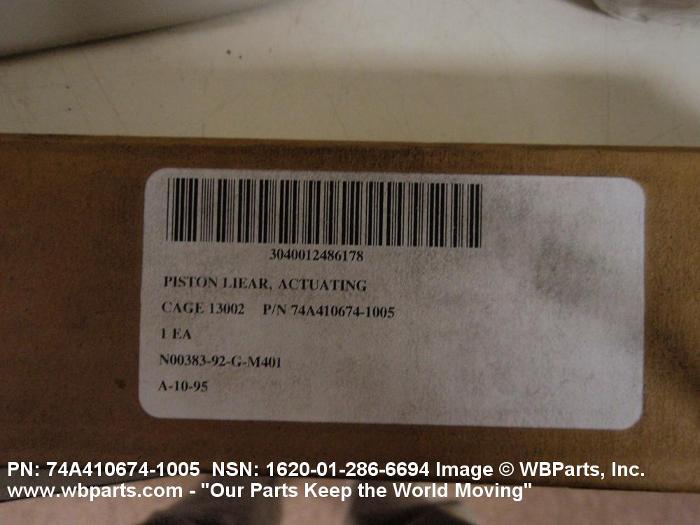 3040012486178
PISTON LIEAR, ACTUATING
CAGE 13002 P/N 74A410674-1005
1 EA
N00383-92-G-M401
A-10-95
PN: 74A410674-1005 NSN: 1620-01-286-6694 Image © WBParts, Inc.
www.wbparts.com - "Our Parts Keep the World Moving"